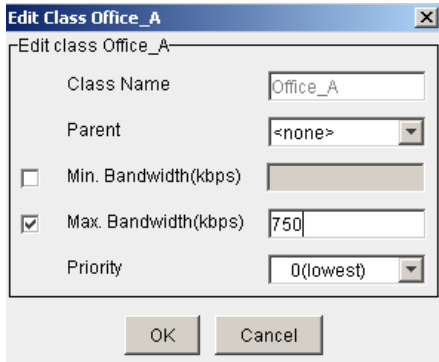 Edit Class Office_A
Edit class Office_A
Class Name Office_A
Parent <none>
Min. Bandwidth(kbps)
Max. Bandwidth(kbps) 750
Priority 0(lowest)
OK Cancel